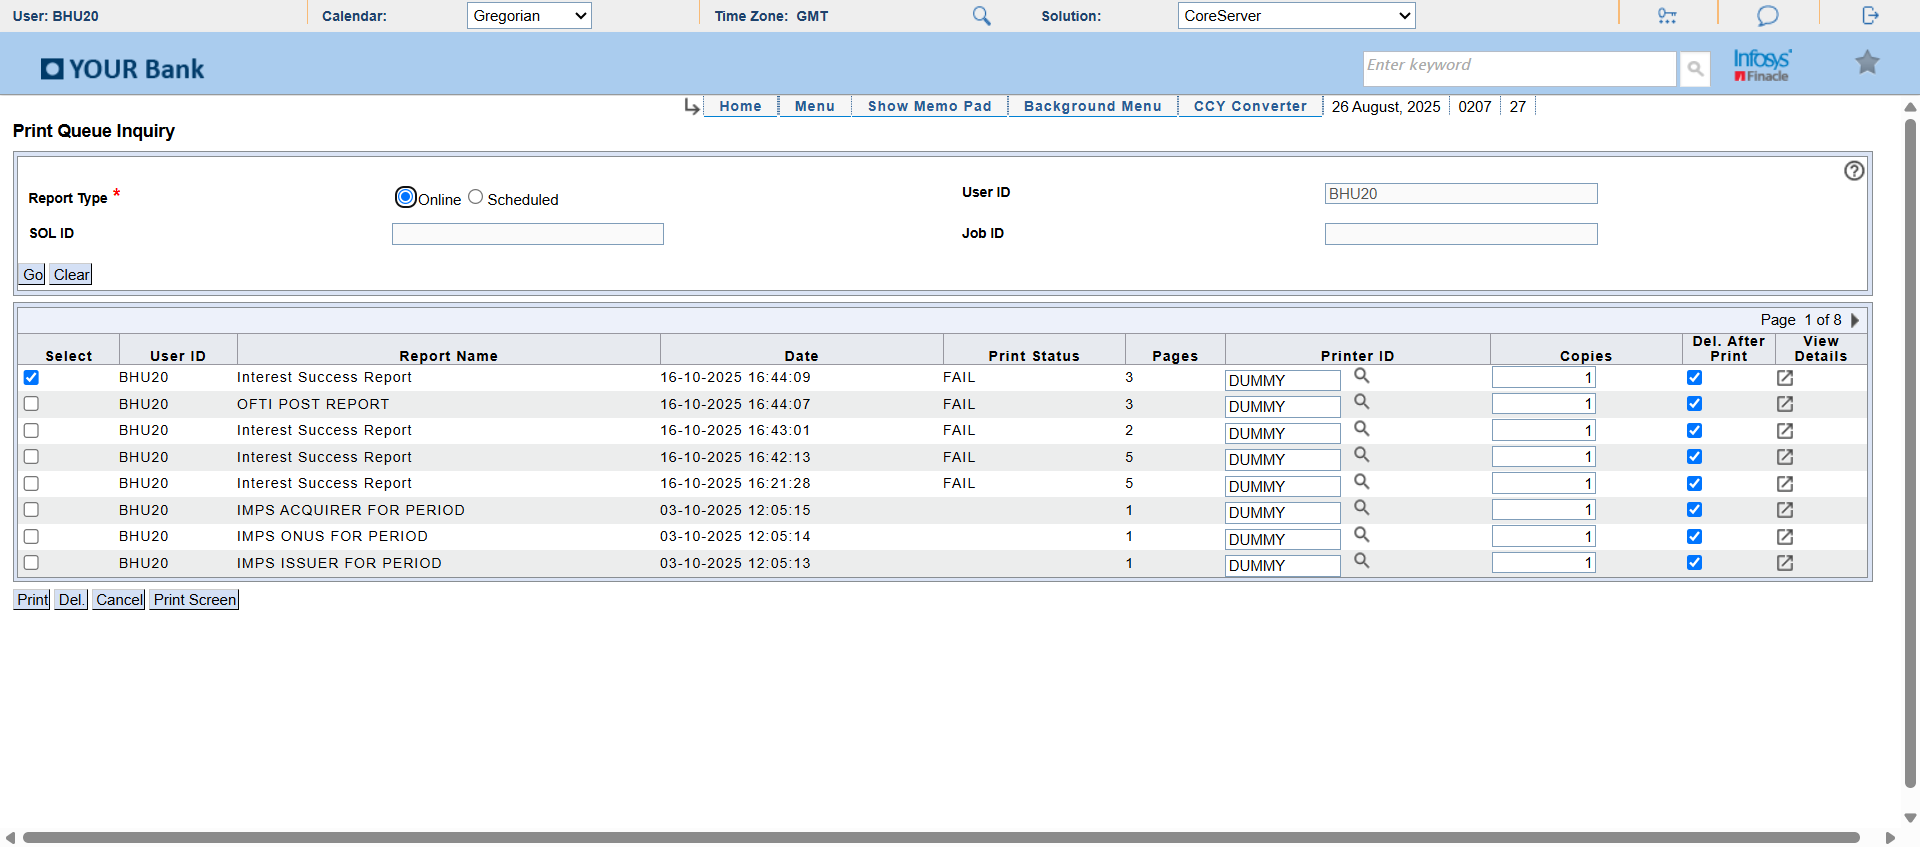 User: BHU20 Calendar: Gregorian Time Zone: GMT Solution: CoreServer
YOUR Bank Enter keyword Infosys Finacle
Home Menu Show Memo Pad Background Menu CCY Converter 26 August, 2025 0207 27
Print Queue Inquiry
Report Type * Online Scheduled User ID BHU20
SOL ID Job ID
Go Clear
Page 1 of 8
Select User ID Report Name Date Print Status Pages Printer ID Copies Del. After Print View Details
BHU20 Interest Success Report 16-10-2025 16:44:09 FAIL 3 DUMMY 1
BHU20 OFTI POST REPORT 16-10-2025 16:44:07 FAIL 3 DUMMY 1
BHU20 Interest Success Report 16-10-2025 16:43:01 FAIL 2 DUMMY 1
BHU20 Interest Success Report 16-10-2025 16:42:13 FAIL 5 DUMMY 1
BHU20 Interest Success Report 16-10-2025 16:21:28 FAIL 5 DUMMY 1
BHU20 IMPS ACQUIRER FOR PERIOD 03-10-2025 12:05:15 1 DUMMY 1
BHU20 IMPS ONUS FOR PERIOD 03-10-2025 12:05:14 1 DUMMY 1
BHU20 IMPS ISSUER FOR PERIOD 03-10-2025 12:05:13 1 DUMMY 1
Print Del. Cancel Print Screen